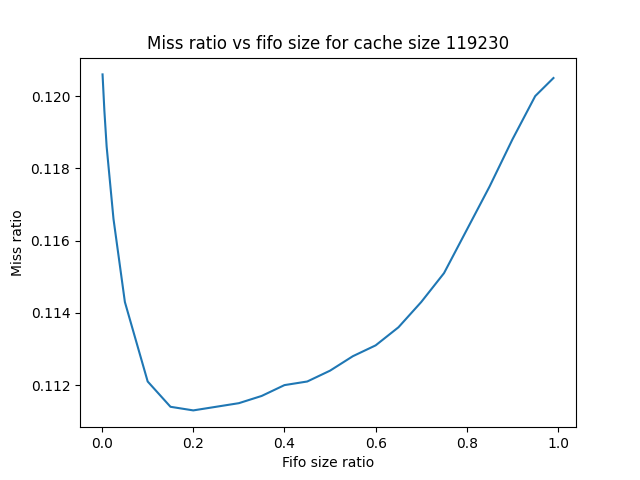 Miss ratio vs fifo size for cache size 119230
0.120
0.118
0.116
0.114
0.112
Miss ratio
0.0 0.2 0.4 0.6 0.8 1.0
Fifo size ratio